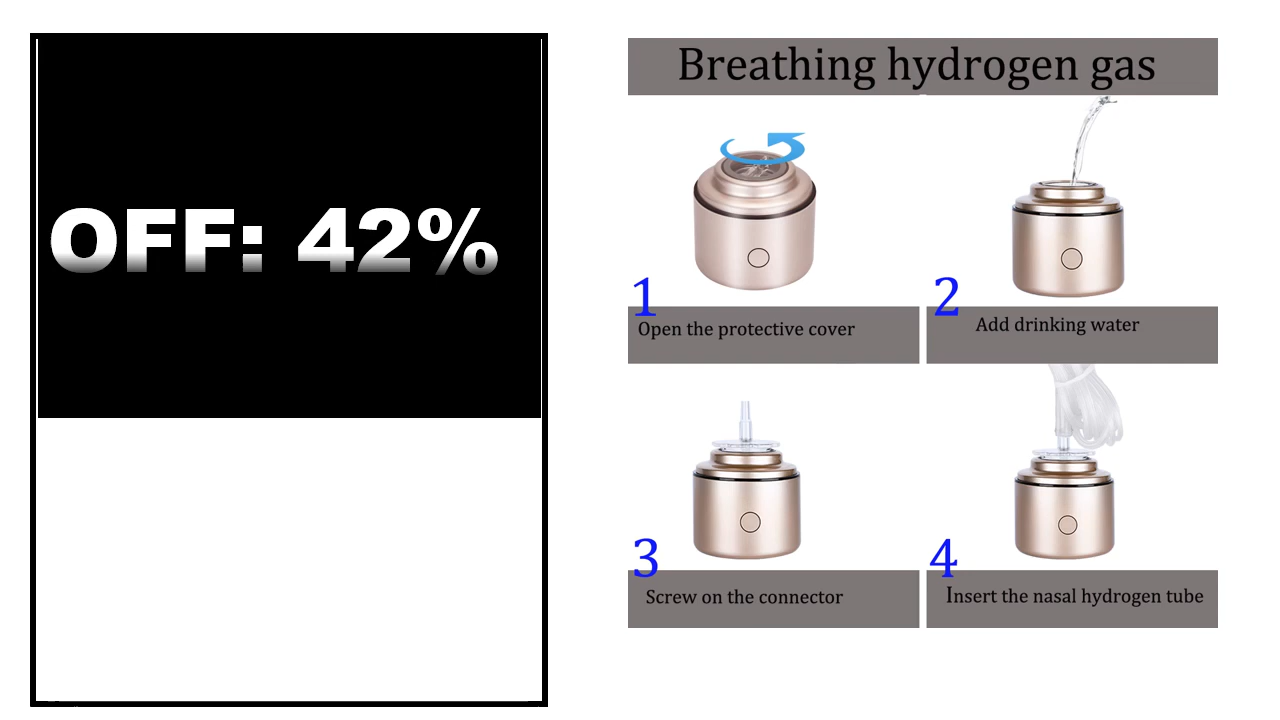 OFF: 42%
Breathing hydrogen gas
1
Open the protective cover
2
Add drinking water
3
Screw on the connector
4
Insert the nasal hydrogen tube